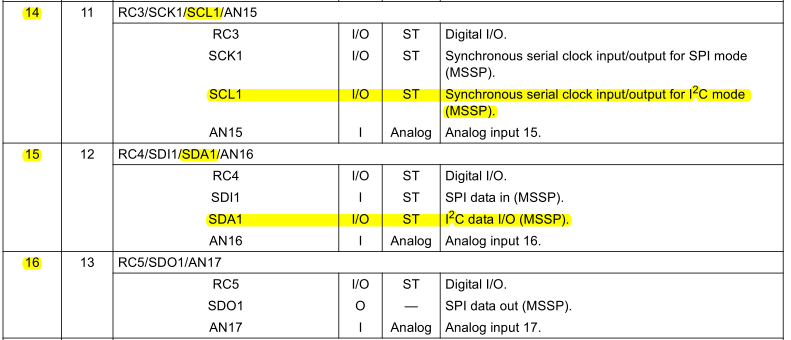 14 11 RC3/SCK1/SCL1/AN15
RC3 I/O ST Digital I/O.
SCK1 I/O ST Synchronous serial clock input/output for SPI mode
(MSSP).
SCL1 I/O ST Synchronous serial clock input/output for I²C mode
(MSSP).
AN15 I Analog Analog input 15.
15 12 RC4/SDI1/SDA1/AN16
RC4 I/O ST Digital I/O.
SDI1 I ST SPI data in (MSSP).
SDA1 I/O ST I²C data I/O (MSSP).
AN16 I Analog Analog input 16.
16 13 RC5/SDO1/AN17
RC5 I/O ST Digital I/O.
SDO1 O — SPI data out (MSSP).
AN17 I Analog Analog input 17.